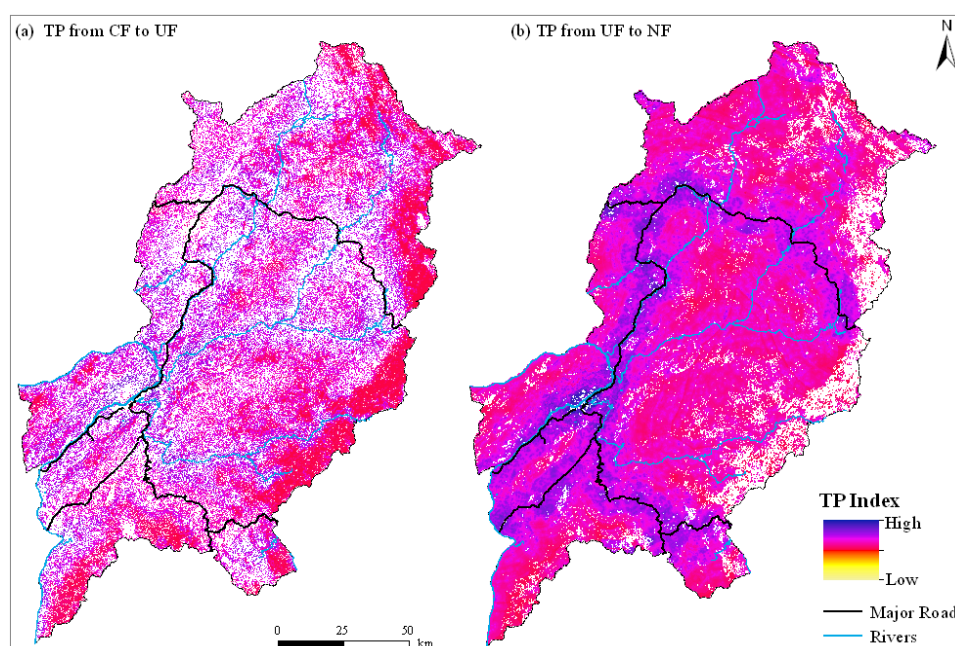 (a) TP from CF to UF
(b) TP from UF to NF
N
TP Index
High
Low
Major Road
Rivers
0 25 50
km